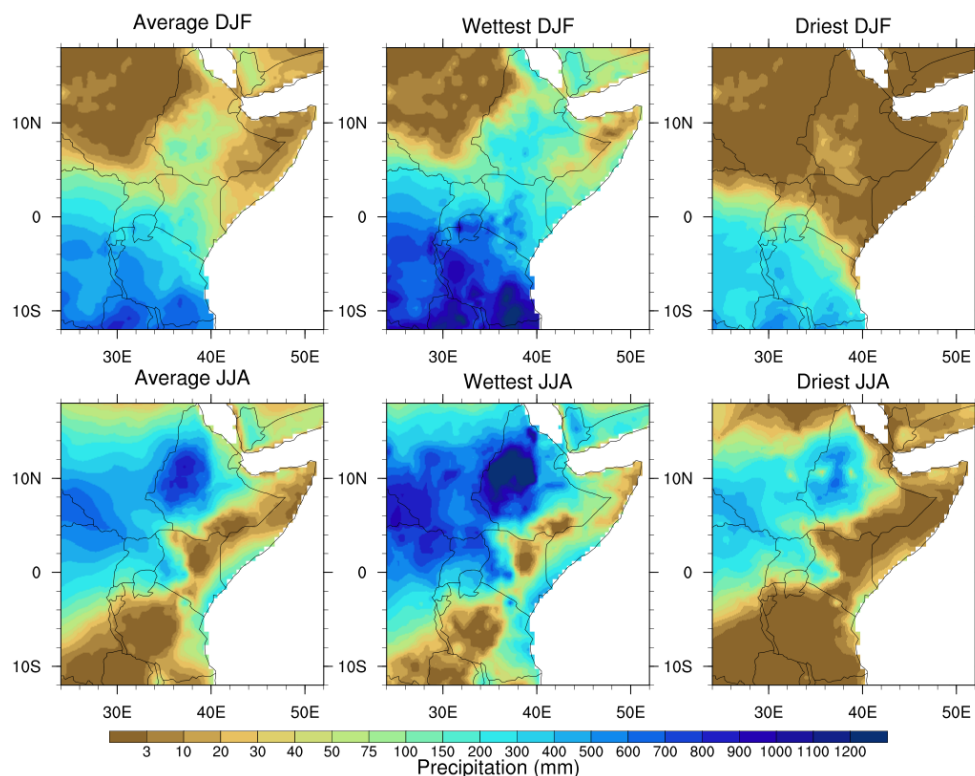 Average DJF Wettest DJF Driest DJF
10N 10N 10N
0 0 0
10S 10S 10S
30E 40E 50E 30E 40E 50E 30E 40E 50E
Average JJA Wettest JJA Driest JJA
10N 10N 10N
0 0 0
10S 10S 10S
30E 40E 50E 30E 40E 50E 30E 40E 50E
3 10 20 30 40 50 75 100 150 200 300 400 500 600 700 800 900 1000 1100 1200
Precipitation (mm)